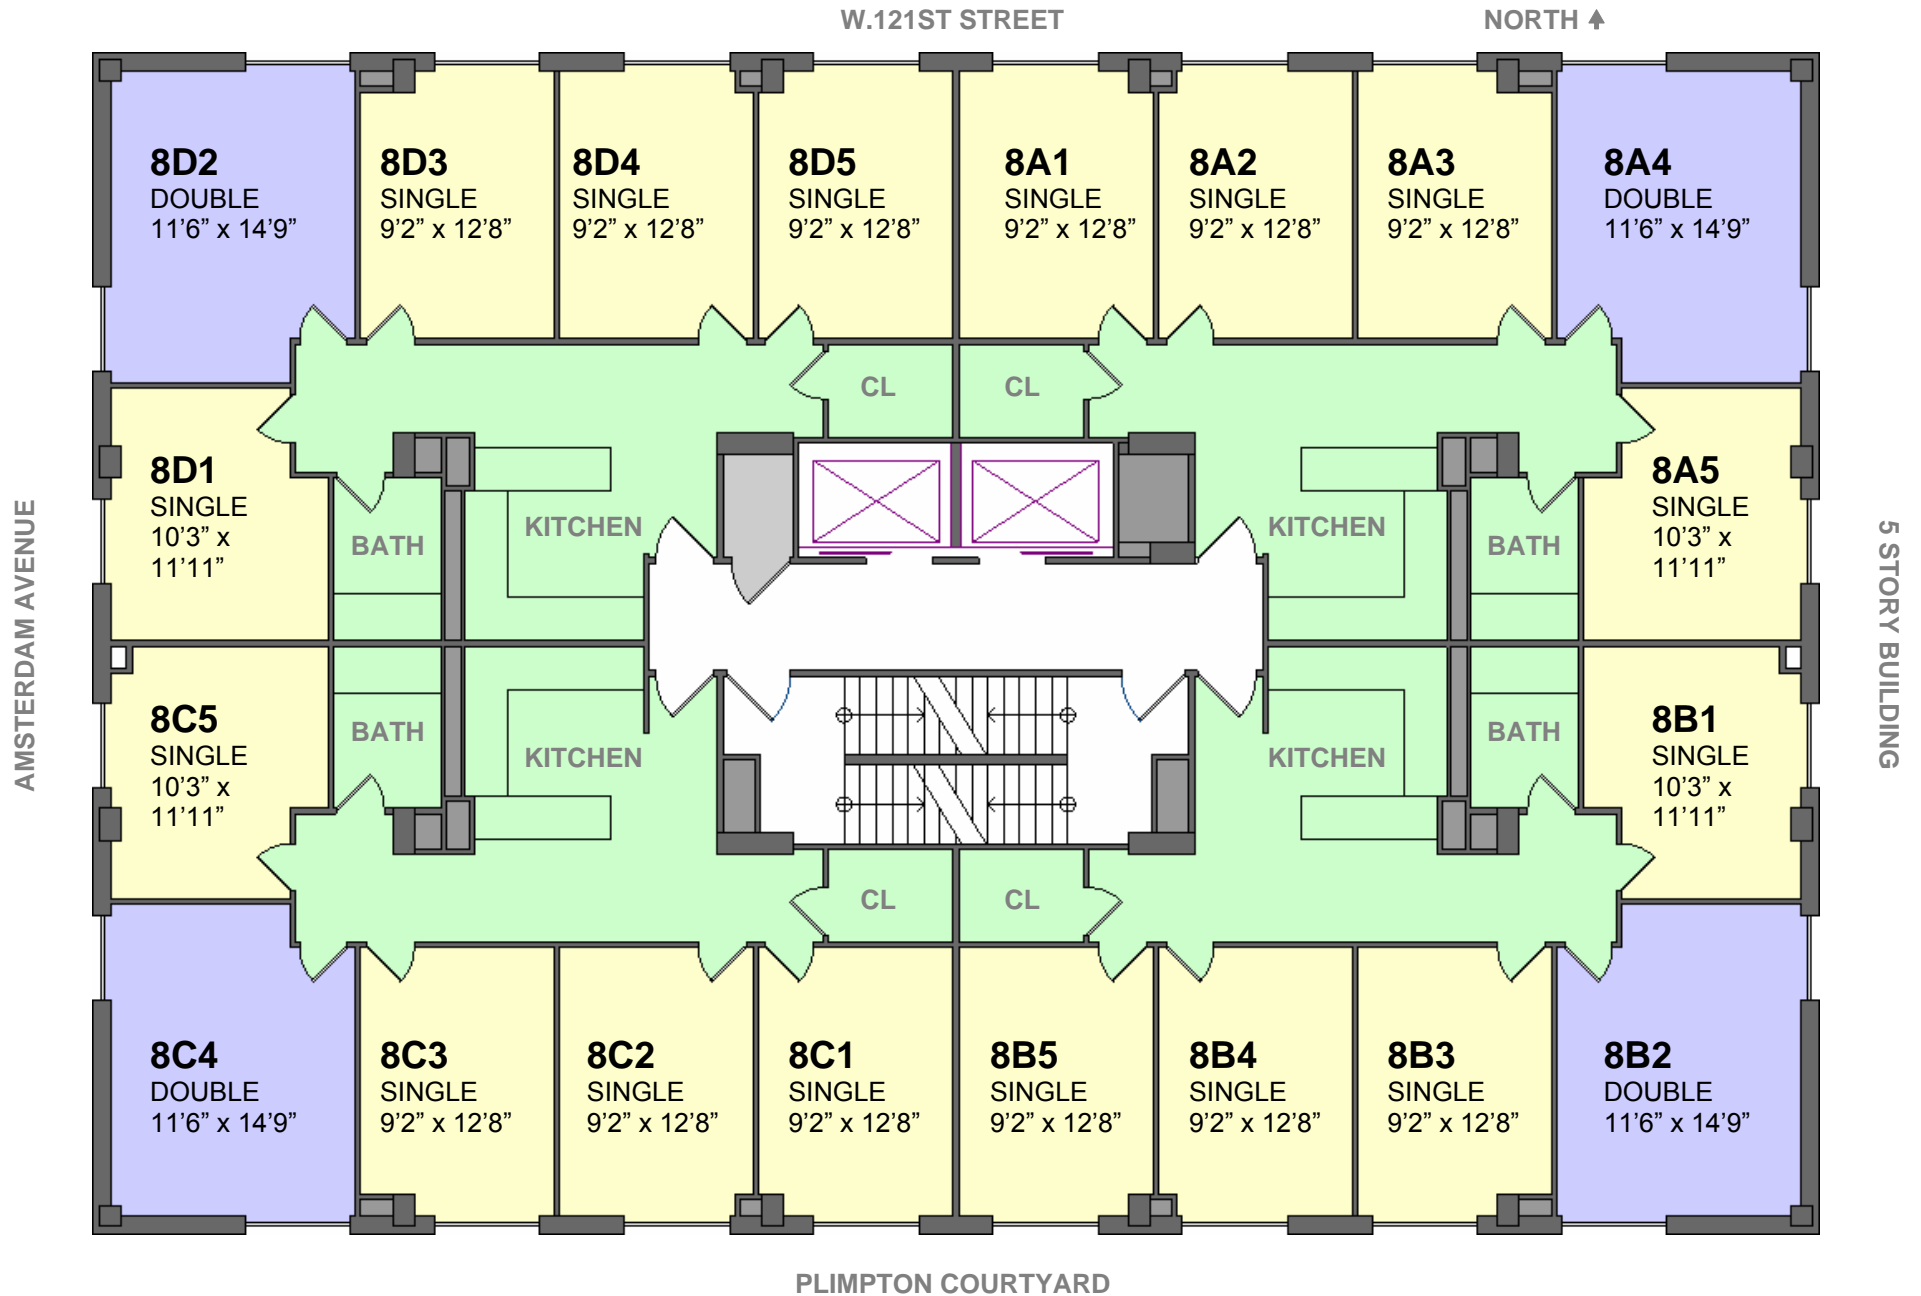 W.121ST STREET
NORTH
8D2
DOUBLE
11’6” x 14’9”
8D3
SINGLE
9’2” x 12’8”
8D4
SINGLE
9’2” x 12’8”
8D5
SINGLE
9’2” x 12’8”
8A1
SINGLE
9’2” x 12’8”
8A2
SINGLE
9’2” x 12’8”
8A3
SINGLE
9’2” x 12’8”
8A4
DOUBLE
11’6” x 14’9”
CL
CL
8D1
SINGLE
10’3” x
11’11”
BATH
KITCHEN
KITCHEN
BATH
8A5
SINGLE
10’3” x
11’11”
AMSTERDAM AVENUE
5 STORY BUILDING
8C5
SINGLE
10’3” x
11’11”
BATH
KITCHEN
KITCHEN
BATH
8B1
SINGLE
10’3” x
11’11”
CL
CL
8C4
DOUBLE
11’6” x 14’9”
8C3
SINGLE
9’2” x 12’8”
8C2
SINGLE
9’2” x 12’8”
8C1
SINGLE
9’2” x 12’8”
8B5
SINGLE
9’2” x 12’8”
8B4
SINGLE
9’2” x 12’8”
8B3
SINGLE
9’2” x 12’8”
8B2
DOUBLE
11’6” x 14’9”
PLIMPTON COURTYARD